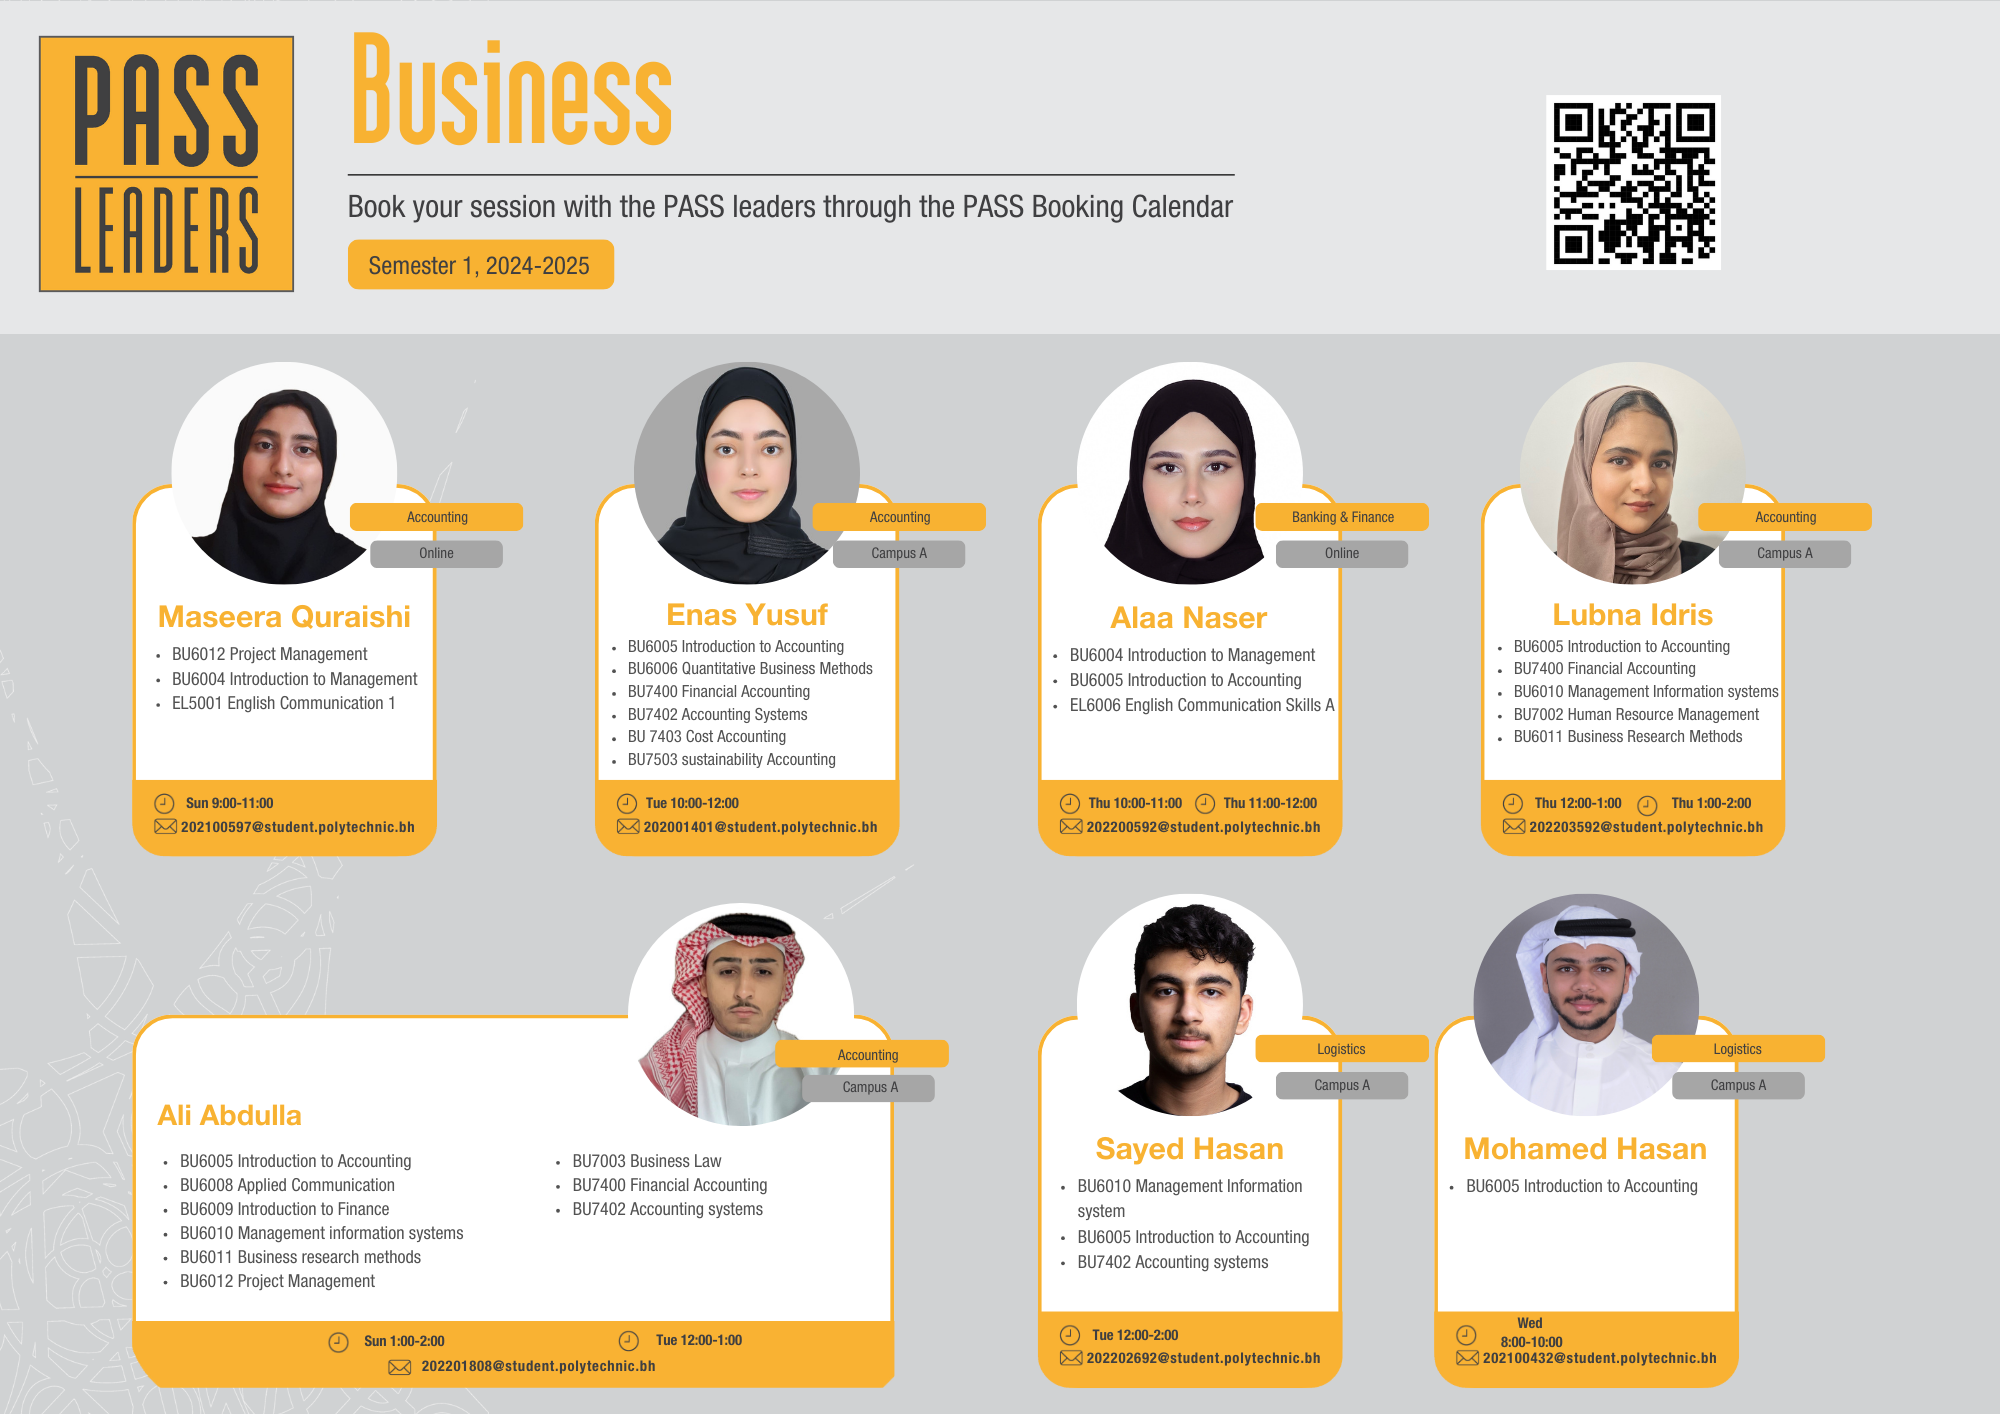 PASS
LEADERS
Business
Book your session with the PASS leaders through the PASS Booking Calendar
Semester 1, 2024-2025
Accounting
Online
Maseera Quraishi
• BU6012 Project Management
• BU6004 Introduction to Management
• EL5001 English Communication 1
Sun 9:00-11:00
202100597@student.polytechnic.bh
Accounting
Campus A
Enas Yusuf
• BU6005 Introduction to Accounting
• BU6006 Quantitative Business Methods
• BU7400 Financial Accounting
• BU7402 Accounting Systems
• BU 7403 Cost Accounting
• BU7503 sustainability Accounting
Tue 10:00-12:00
202001401@student.polytechnic.bh
Banking & Finance
Online
Alaa Naser
• BU6004 Introduction to Management
• BU6005 Introduction to Accounting
• EL6006 English Communication Skills A
Thu 10:00-11:00 Thu 11:00-12:00
202200592@student.polytechnic.bh
Accounting
Campus A
Lubna Idris
• BU6005 Introduction to Accounting
• BU7400 Financial Accounting
• BU6010 Management Information systems
• BU7002 Human Resource Management
• BU6011 Business Research Methods
Thu 12:00-1:00 Thu 1:00-2:00
202203592@student.polytechnic.bh
Accounting
Campus A
Ali Abdulla
• BU6005 Introduction to Accounting
• BU6008 Applied Communication
• BU6009 Introduction to Finance
• BU6010 Management information systems
• BU6011 Business research methods
• BU6012 Project Management
• BU7003 Business Law
• BU7400 Financial Accounting
• BU7402 Accounting systems
Sun 1:00-2:00 Tue 12:00-1:00
202201808@student.polytechnic.bh
Logistics
Campus A
Sayed Hasan
• BU6010 Management Information
system
• BU6005 Introduction to Accounting
• BU7402 Accounting systems
Tue 12:00-2:00
202202692@student.polytechnic.bh
Logistics
Campus A
Mohamed Hasan
• BU6005 Introduction to Accounting
Wed
8:00-10:00
202100432@student.polytechnic.bh